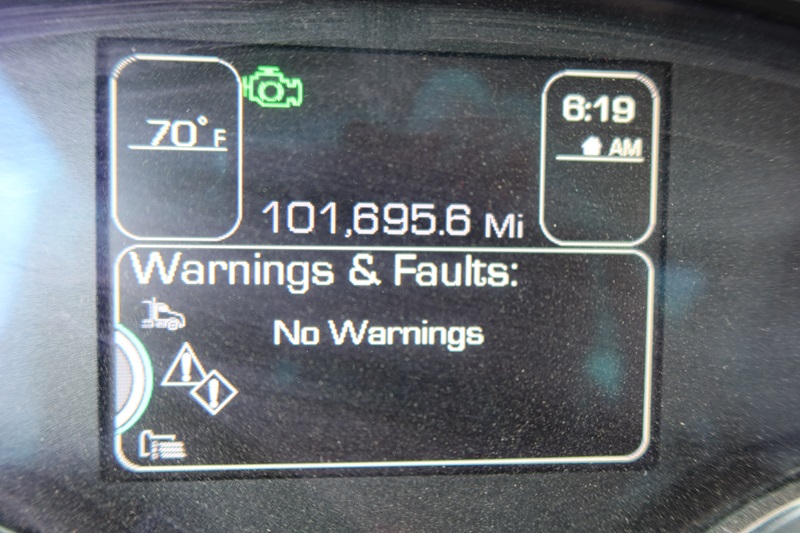 70°F
6:19
AM
101,695.6 Mi
Warnings & Faults:
No Warnings